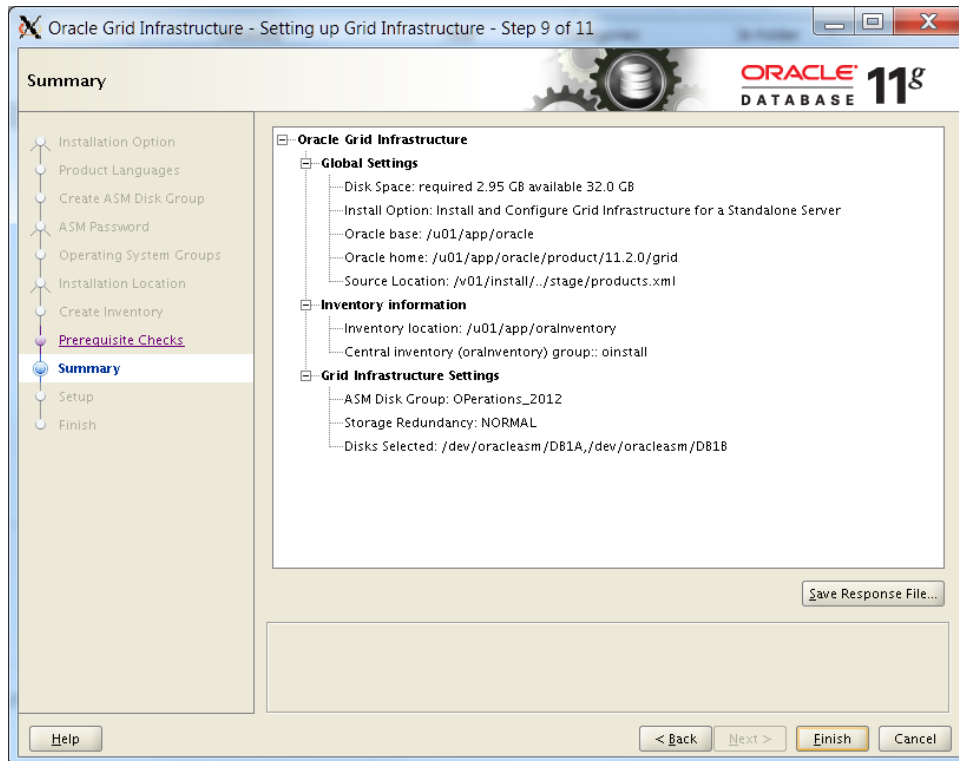 Oracle Grid Infrastructure - Setting up Grid Infrastructure - Step 9 of 11
Summary
ORACLE
DATABASE
11g
Installation Option
Product Languages
Create ASM Disk Group
ASM Password
Operating System Groups
Installation Location
Create Inventory
Prerequisite Checks
Summary
Setup
Finish
Oracle Grid Infrastructure
Global Settings
Disk Space: required 2.95 GB available 32.0 GB
Install Option: Install and Configure Grid Infrastructure for a Standalone Server
Oracle base: /u01/app/oracle
Oracle home: /u01/app/oracle/product/11.2.0/grid
Source Location: /v01/install/../stage/products.xml
Inventory information
Inventory location: /u01/app/oraInventory
Central inventory (oraInventory) group:: oinstall
Grid Infrastructure Settings
ASM Disk Group: OPerations_2012
Storage Redundancy: NORMAL
Disks Selected: /dev/oracleasm/DB1A,/dev/oracleasm/DB1B
Save Response File...
Help
< Back
Next >
Finish
Cancel